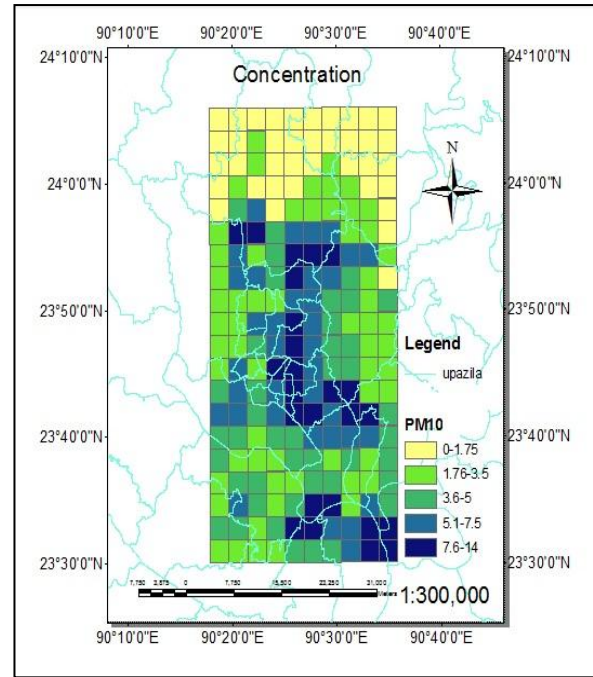 90°10'0"E 90°20'0"E 90°30'0"E 90°40'0"E
24°10'0"N 24°10'0"N
Concentration
N
24°0'0"N 24°0'0"N
23°50'0"N 23°50'0"N
Legend
upazila
PM10
23°40'0"N 23°40'0"N
0-1.75
1.76-3.5
3.6-5
5.1-7.5
7.6-14
23°30'0"N 23°30'0"N
7,750 3,875 0 7,750 15,500 23,250 31,000
Meters 1:300,000
90°10'0"E 90°20'0"E 90°30'0"E 90°40'0"E